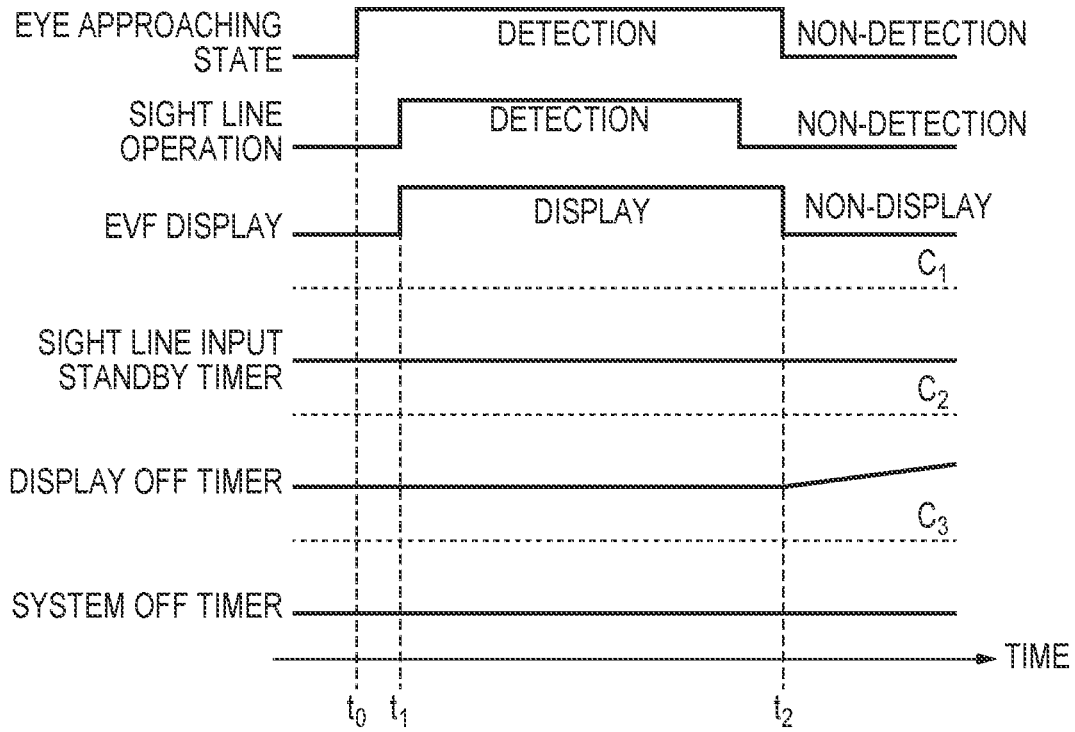 EYE APPROACHING
STATE
DETECTION
NON-DETECTION
SIGHT LINE
OPERATION
DETECTION
NON-DETECTION
EVF DISPLAY
DISPLAY
NON-DISPLAY
C1
SIGHT LINE INPUT
STANDBY TIMER
C2
DISPLAY OFF TIMER
C3
SYSTEM OFF TIMER
TIME
t0 t1 t2